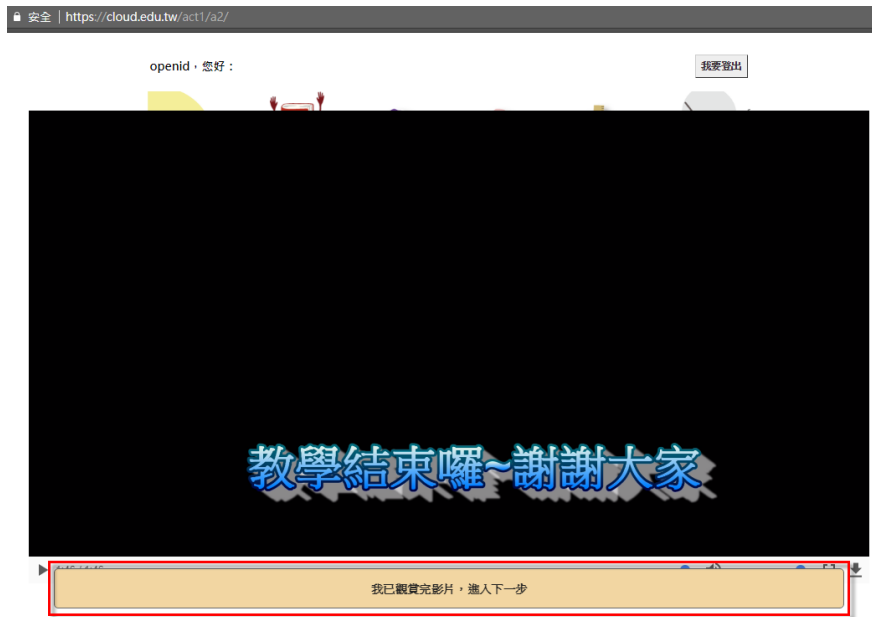 安全 | https://cloud.edu.tw/act1/a2/
openid，您好：
我要登出
教學結束囉~謝謝大家
我已觀賞完影片，進入下一步